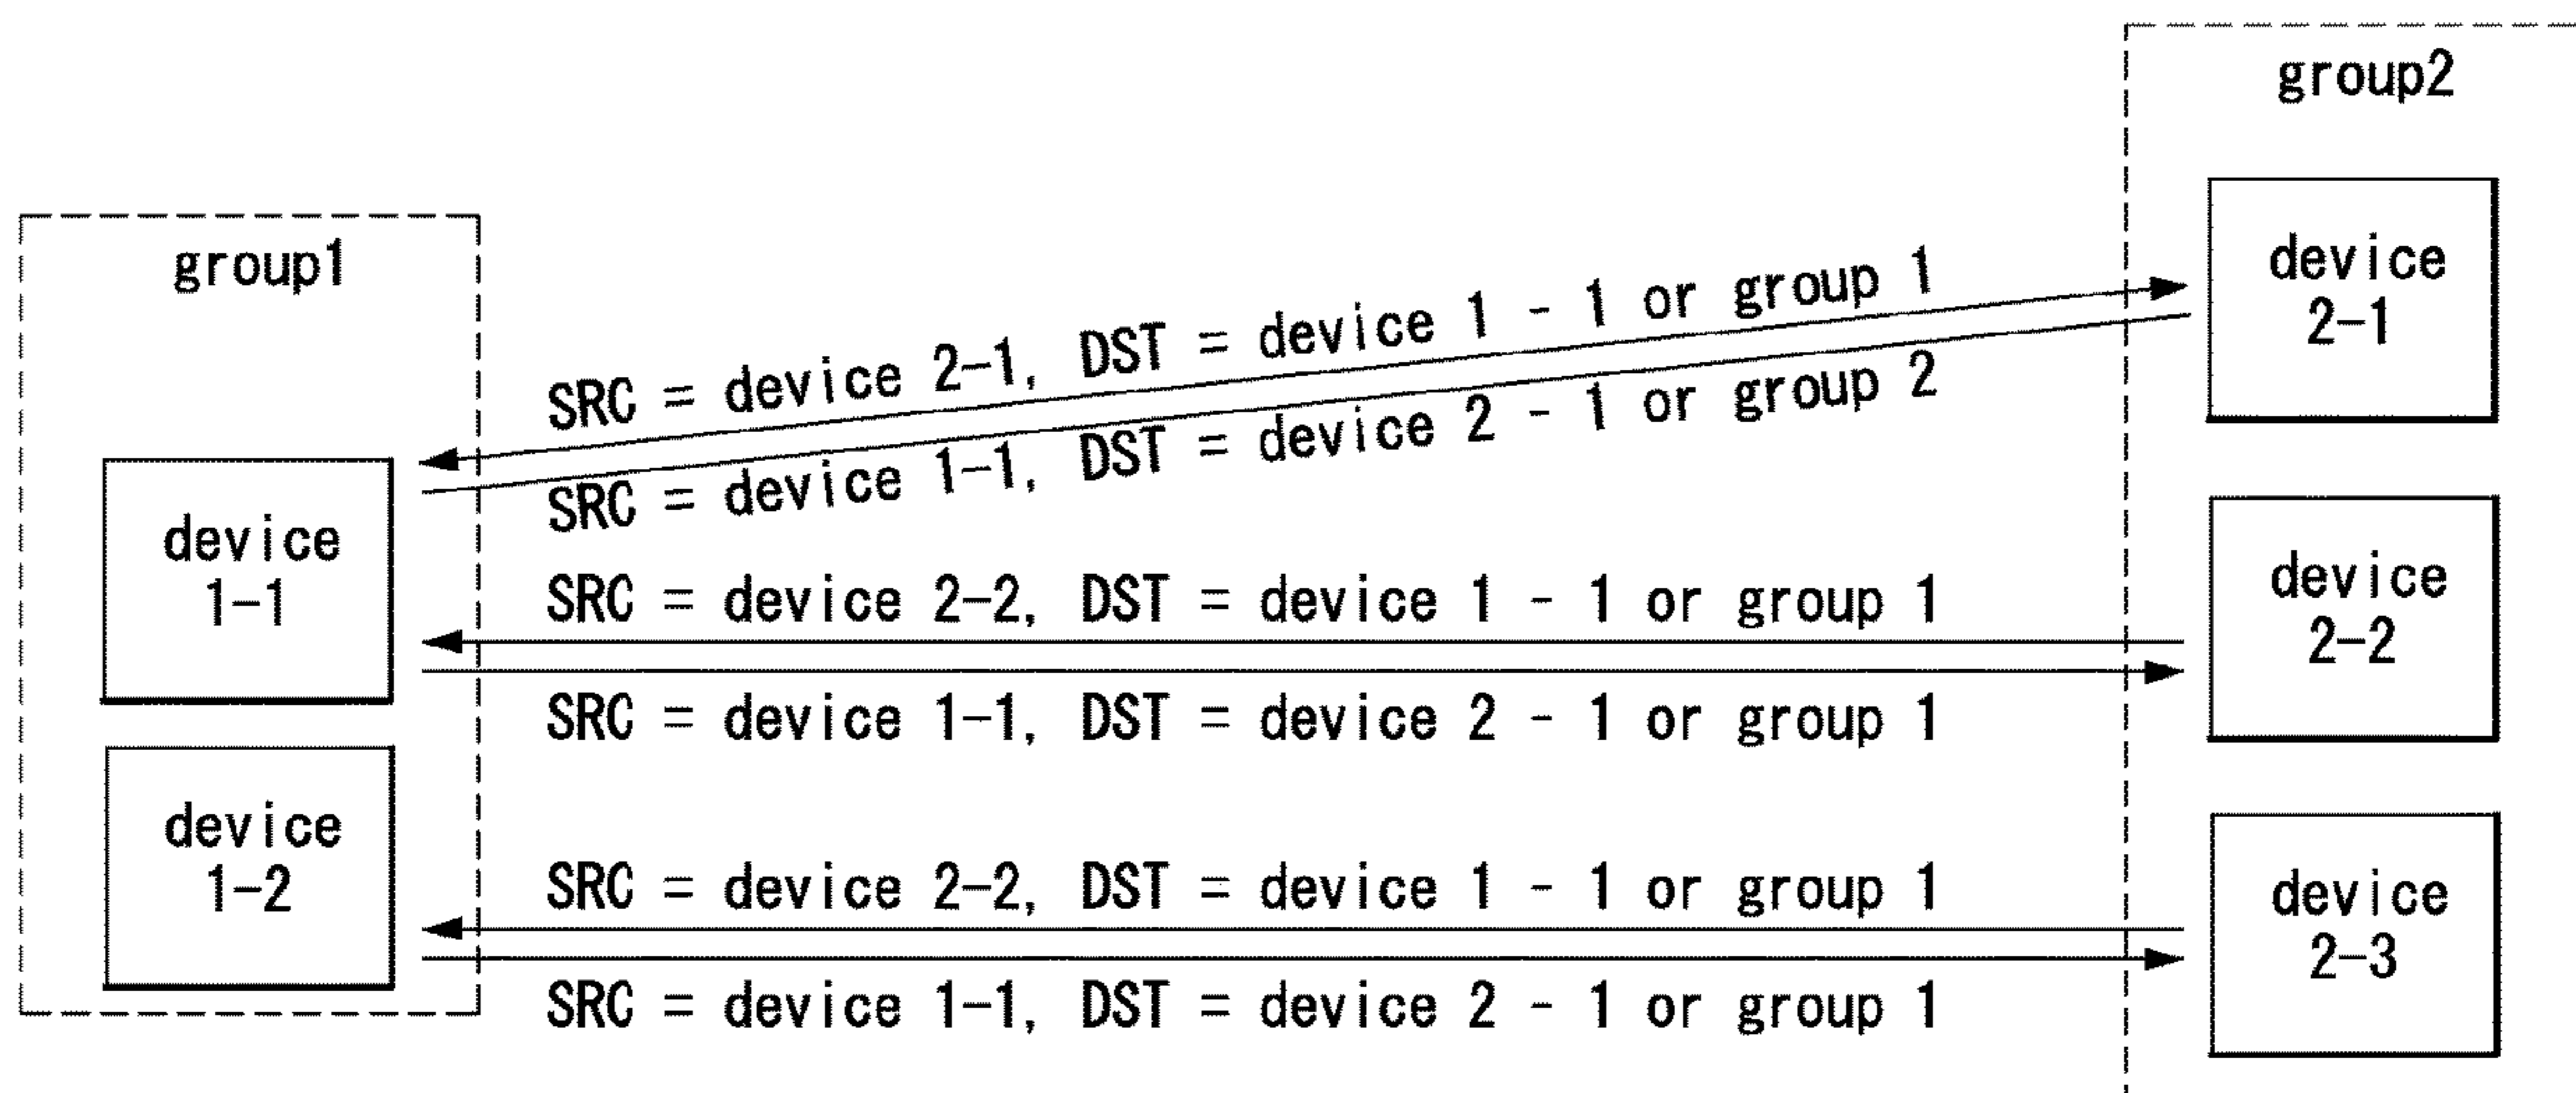 group2
group1
device
2-1
SRC = device 2-1, DST = device 1 - 1 or group 1
SRC = device 1-1, DST = device 2 - 1 or group 2
device
1-1
device
2-2
SRC = device 2-2, DST = device 1 - 1 or group 1
SRC = device 1-1, DST = device 2 - 1 or group 1
device
1-2
device
2-3
SRC = device 2-2, DST = device 1 - 1 or group 1
SRC = device 1-1, DST = device 2 - 1 or group 1